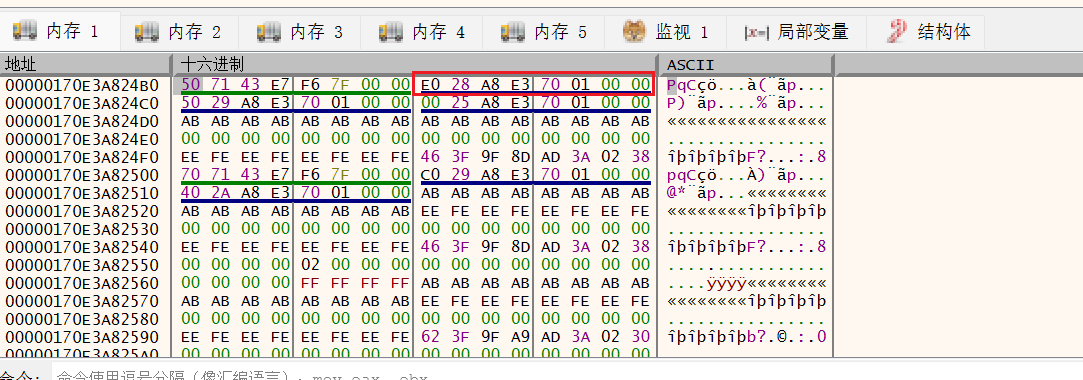 内存 1 内存 2 内存 3 内存 4 内存 5 监视 1 |x=| 局部变量 结构体
地址 十六进制 ASCII
00000170E3A824B0 50 71 43 E7 F6 7F 00 00 E0 28 A8 E3 70 01 00 00 PqCçö...à(¨ãp...
00000170E3A824C0 50 29 A8 E3 70 01 00 00 00 25 A8 E3 70 01 00 00 P)¨ãp....%¨ãp...
00000170E3A824D0 AB AB AB AB AB AB AB AB AB AB AB AB AB AB AB AB ««««««««««««««««
00000170E3A824E0 00 00 00 00 00 00 00 00 00 00 00 00 00 00 00 00 ................
00000170E3A824F0 EE FE EE FE EE FE EE FE 46 3F 9F 8D AD 3A 02 38 îþîþîþîþF?...:.8
00000170E3A82500 70 71 43 E7 F6 7F 00 00 C0 29 A8 E3 70 01 00 00 pqCçö...À)¨ãp...
00000170E3A82510 40 2A A8 E3 70 01 00 00 AB AB AB AB AB AB AB AB @*¨ãp...««««««««
00000170E3A82520 AB AB AB AB AB AB AB AB EE FE EE FE EE FE EE FE ««««««««îþîþîþîþ
00000170E3A82530 00 00 00 00 00 00 00 00 00 00 00 00 00 00 00 00 ................
00000170E3A82540 EE FE EE FE EE FE EE FE 46 3F 9F 8D AD 3A 02 38 îþîþîþîþF?...:.8
00000170E3A82550 00 00 00 00 02 00 00 00 00 00 00 00 00 00 00 00 ................
00000170E3A82560 00 00 00 00 FF FF FF FF AB AB AB AB AB AB AB AB ....ÿÿÿÿ««««««««
00000170E3A82570 AB AB AB AB AB AB AB AB EE FE EE FE EE FE EE FE ««««««««îþîþîþîþ
00000170E3A82580 00 00 00 00 00 00 00 00 00 00 00 00 00 00 00 00 ................
00000170E3A82590 EE FE EE FE EE FE EE FE 62 3F 9F A9 AD 3A 02 30 îþîþîþîþb?.©.:.0
00000170E3A825A0 00 00 00 00 00 00 00 00 00 00 00 00 00 00 00 00
命令: 命令使用逗号分隔（像汇编语言）: mov eax, ebx